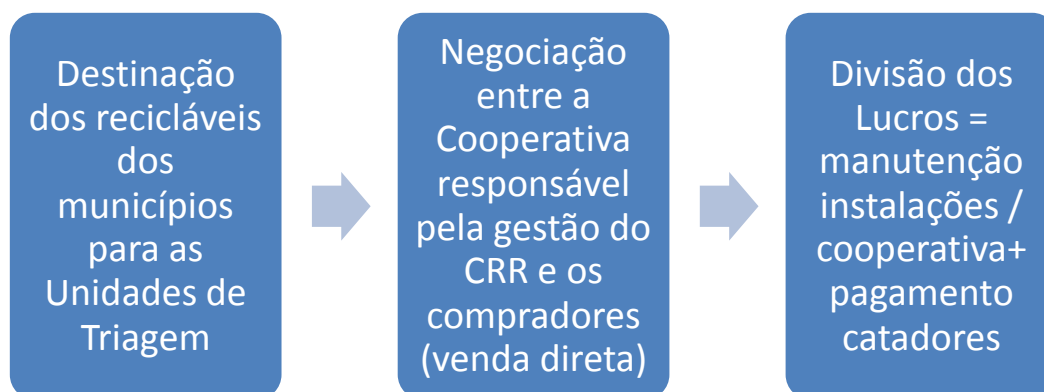 Destinação
dos recicláveis
dos
municípios
para as
Unidades de
Triagem
Negociação
entre a
Cooperativa
responsável
pela gestão do
CRR e os
compradores
(venda direta)
Divisão dos
Lucros =
manutenção
instalações /
cooperativa+
pagamento
catadores